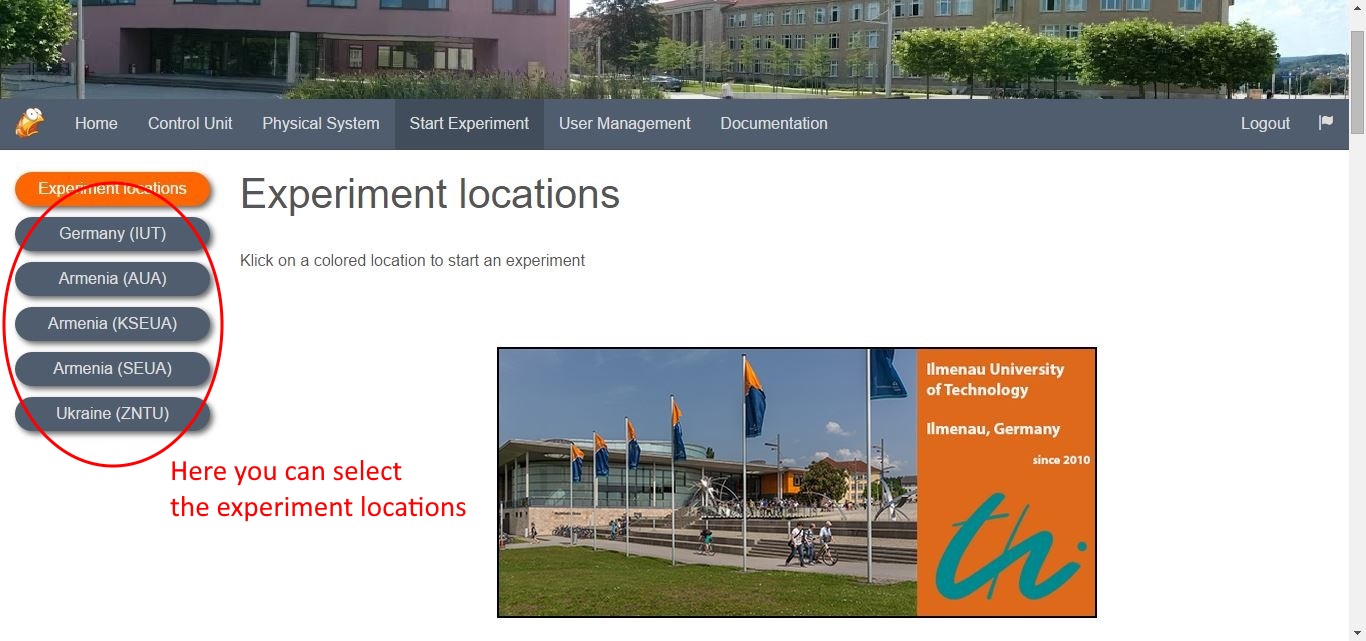 Home Control Unit Physical System Start Experiment User Management Documentation Logout
Experiment locations
Germany (IUT)
Armenia (AUA)
Armenia (KSEUA)
Armenia (SEUA)
Ukraine (ZNTU)
Experiment locations
Klick on a colored location to start an experiment
Here you can select
the experiment locations
Ilmenau University
of Technology
Ilmenau, Germany
since 2010
th